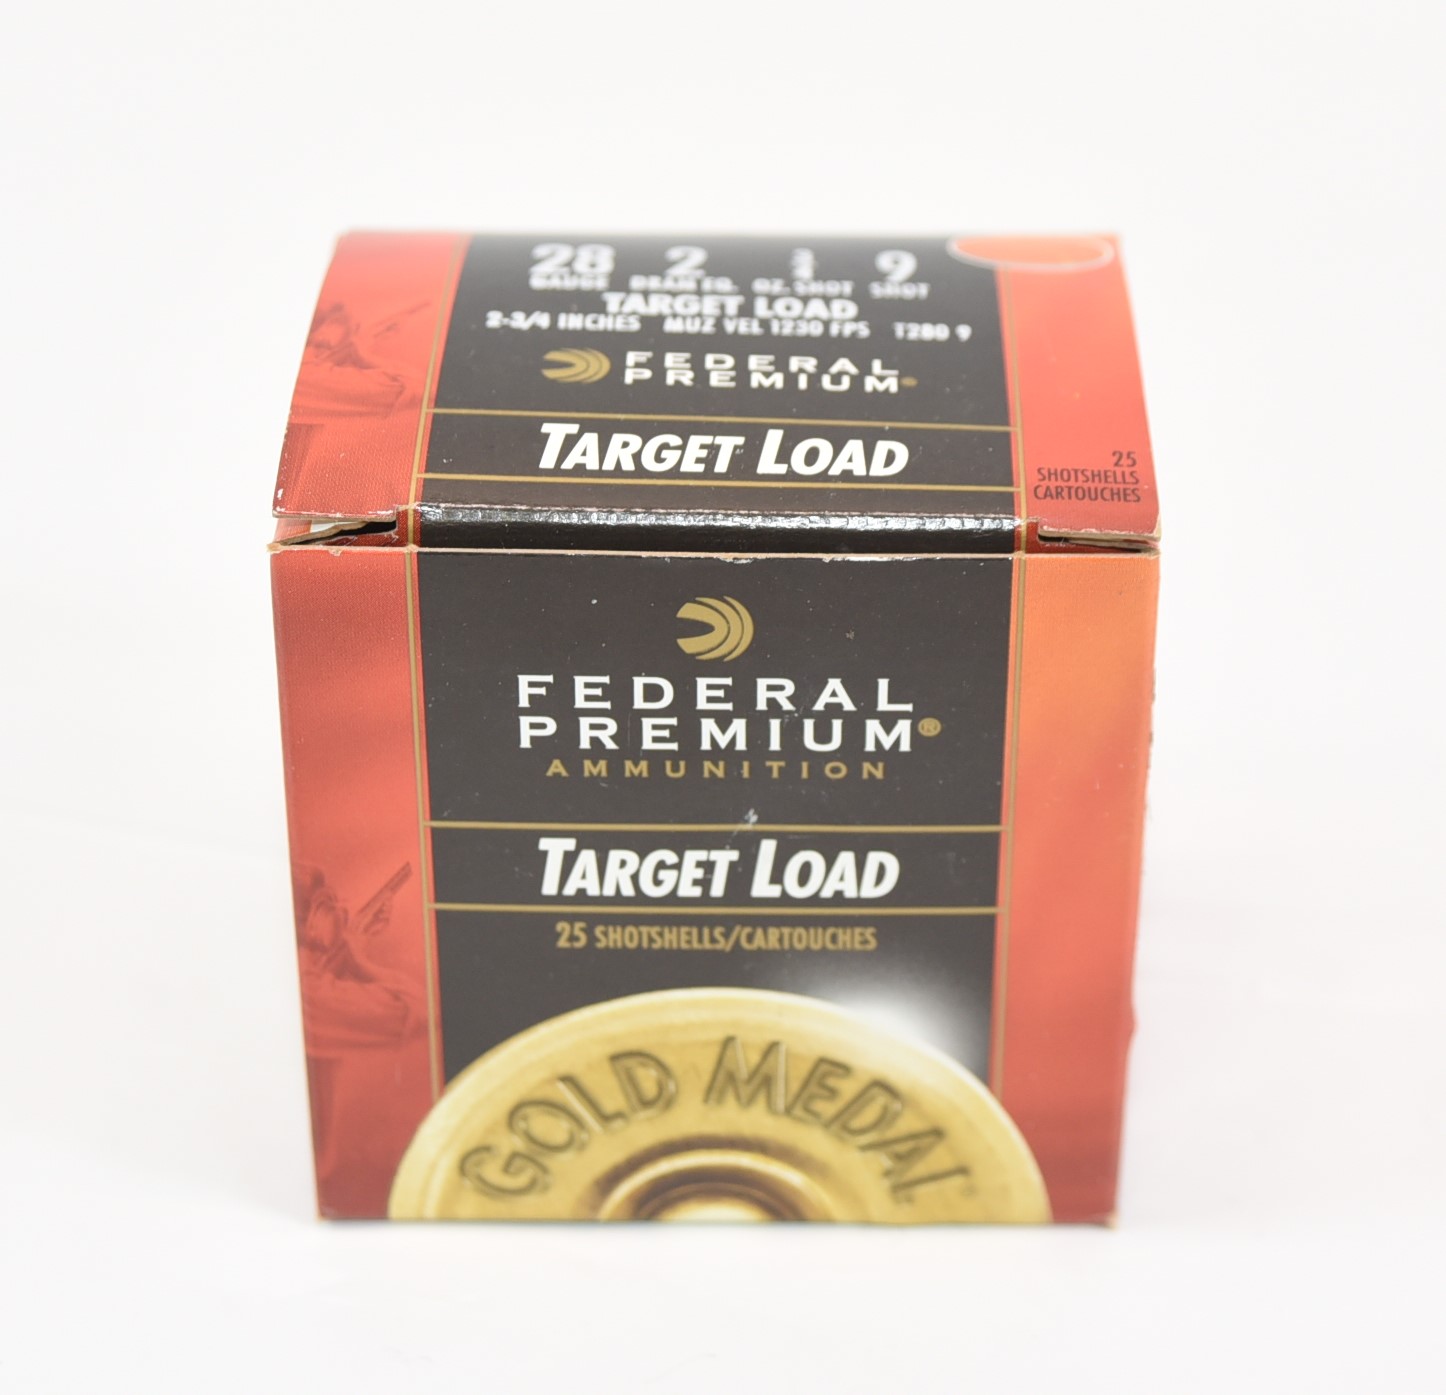 28 2 3/4 9
GAUGE DRAM EQ. OZ. SHOT SHOT
TARGET LOAD
2-3/4 INCHES MUZ VEL 1230 FPS T280 9
FEDERAL
PREMIUM®
TARGET LOAD
25
SHOTSHELLS
CARTOUCHES
FEDERAL
PREMIUM®
AMMUNITION
TARGET LOAD
25 SHOTSHELLS/CARTOUCHES
GOLD MEDAL